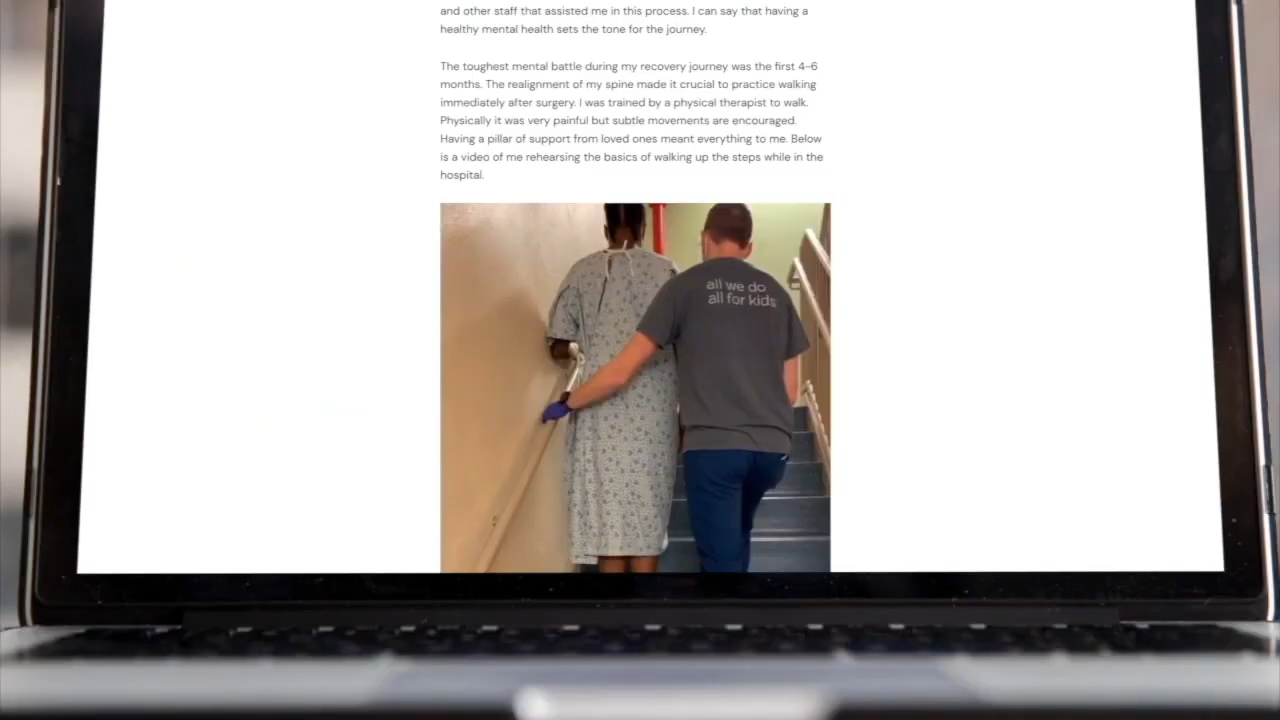 and other staff that assisted me in this process. I can say that having a
healthy mental health sets the tone for the journey.
The toughest mental battle during my recovery journey was the first 4-6
months. The realignment of my spine made it crucial to practice walking
immediately after surgery. I was trained by a physical therapist to walk.
Physically it was very painful but subtle movements are encouraged.
Having a pillar of support from loved ones meant everything to me. Below
is a video of me rehearsing the basics of walking up the steps while in the
hospital.
all we do
all for kids